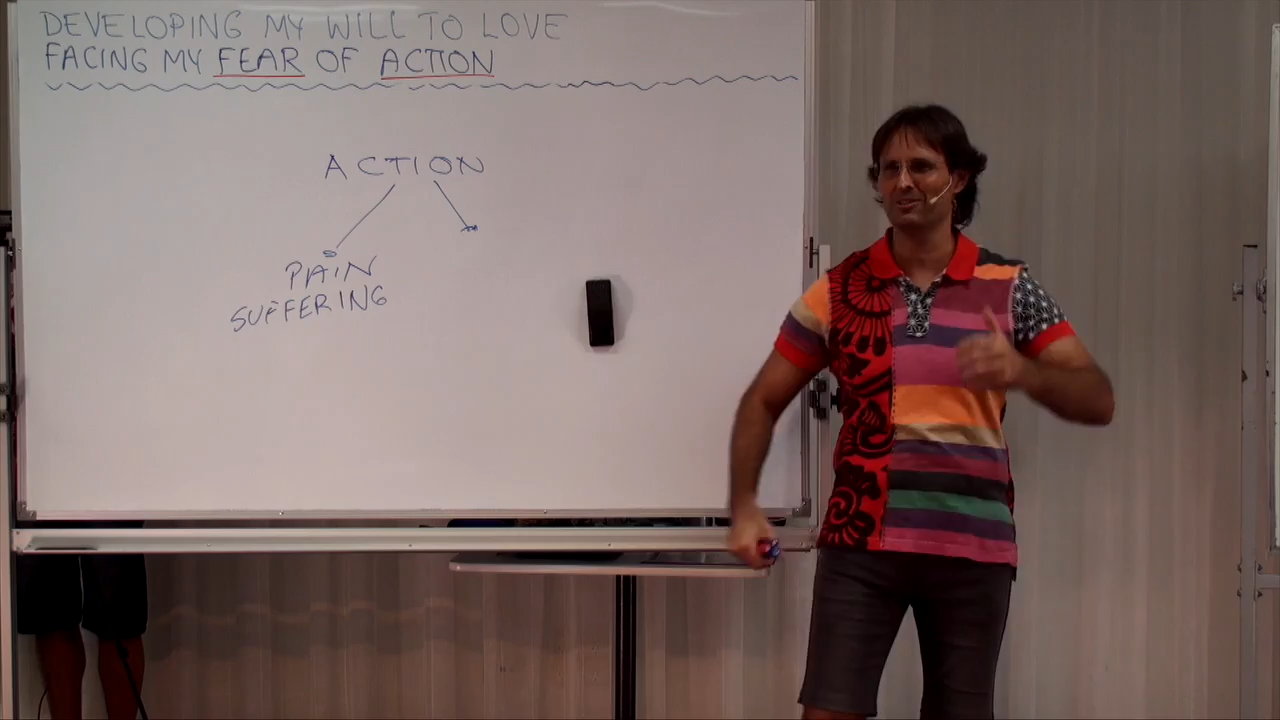 DEVELOPING MY WILL TO LOVE
FACING MY FEAR OF ACTION
ACTION
PAIN
SUFFERING